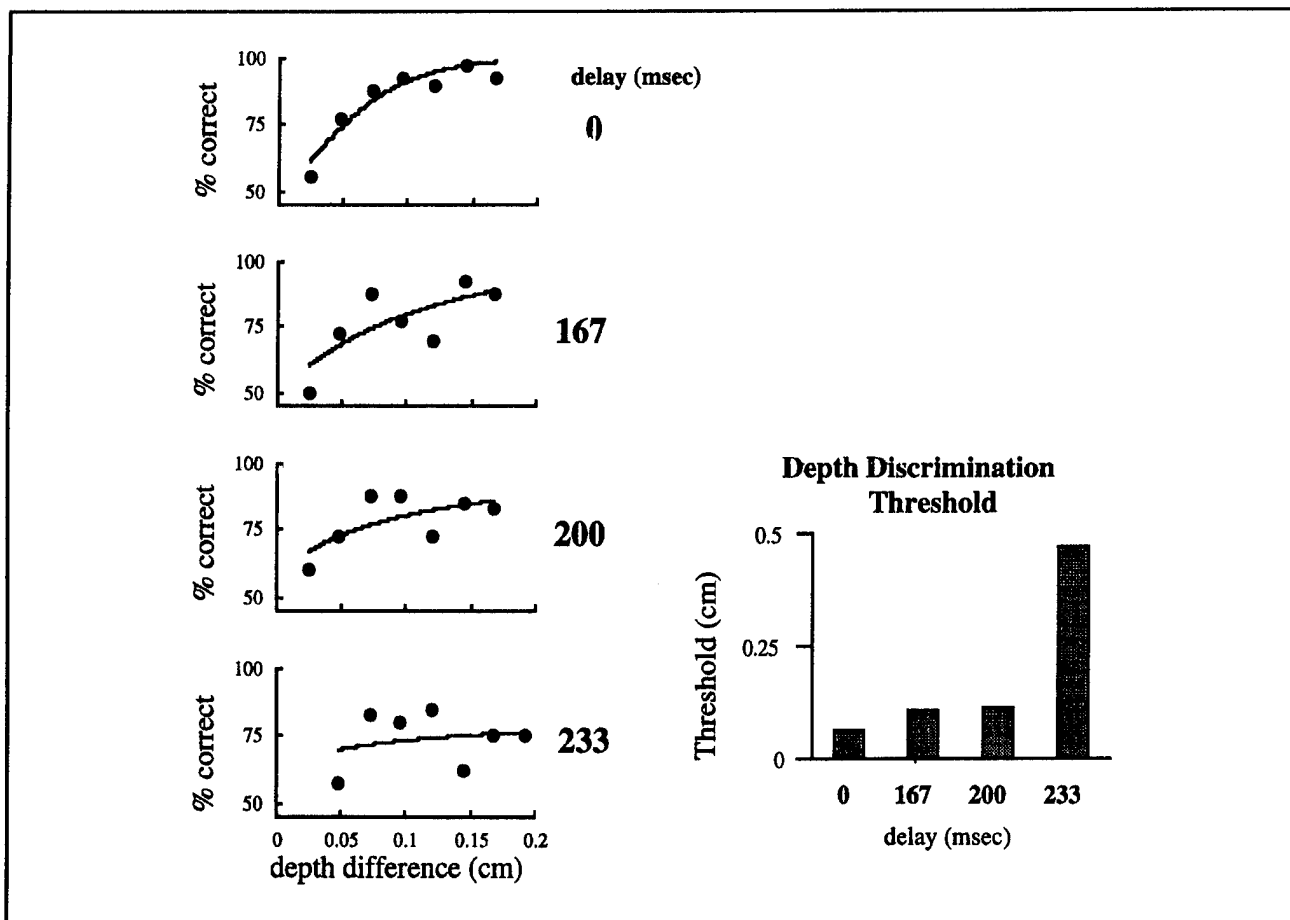 100
75
50
% correct
delay (msec)
0
100
75
50
% correct
167
100
75
50
% correct
200
100
75
50
% correct
233
0 0.05 0.1 0.15 0.2
depth difference (cm)
Depth Discrimination
Threshold
0.5
0.25
0
Threshold (cm)
0 167 200 233
delay (msec)